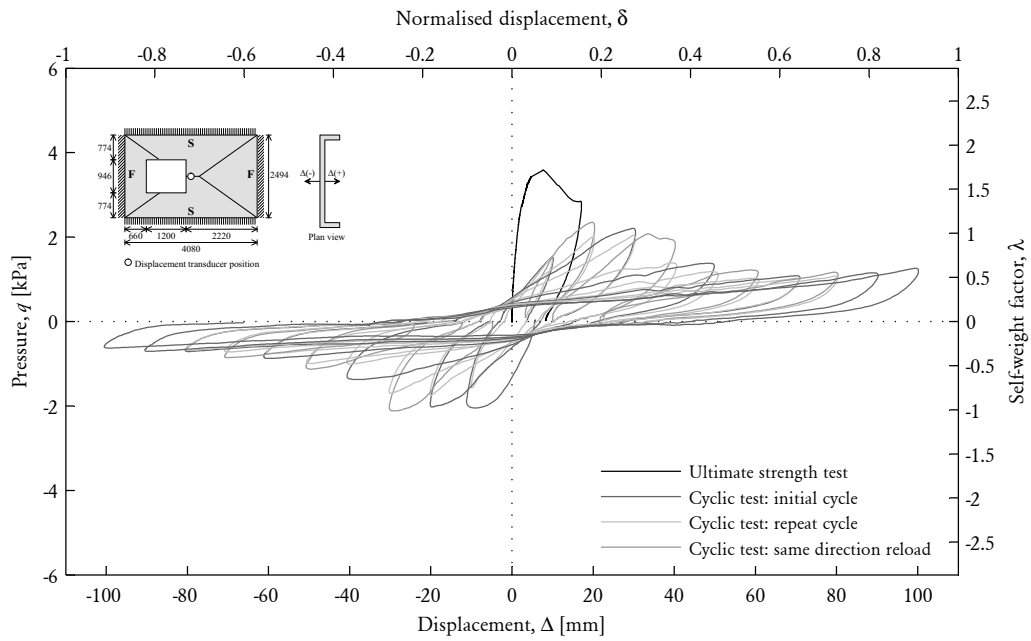 Normalised displacement, δ
-1 -0.8 -0.6 -0.4 -0.2 0 0.2 0.4 0.6 0.8 1
6
4
2
0
-2
-4
-6
Pressure, q [kPa]
2.5
2
1.5
1
0.5
0
-0.5
-1
-1.5
-2
-2.5
Self-weight factor, λ
774
946
774
S
F
F
S
2494
660 1200 2220
4080
Δ(-) Δ(+)
Plan view
Displacement transducer position
Ultimate strength test
Cyclic test: initial cycle
Cyclic test: repeat cycle
Cyclic test: same direction reload
-100 -80 -60 -40 -20 0 20 40 60 80 100
Displacement, Δ [mm]